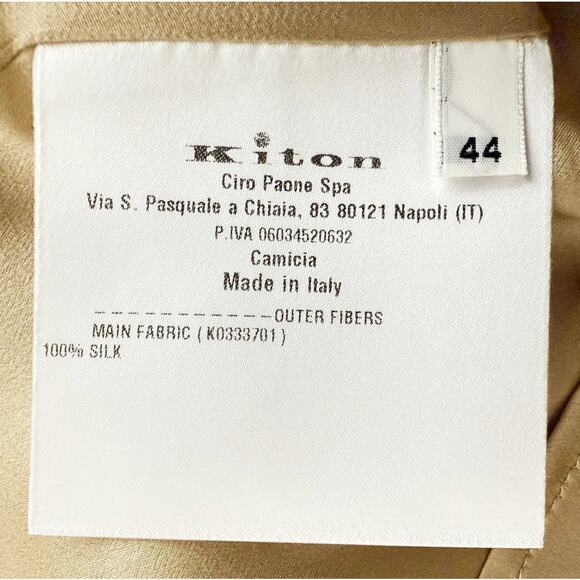 Kiton
44
Ciro Paone Spa
Via S. Pasquale a Chiaia, 83 80121 Napoli (IT)
P.IVA 06034520632
Camicia
Made in Italy
-----------OUTER FIBERS
MAIN FABRIC ( K0333701 )
100% SILK